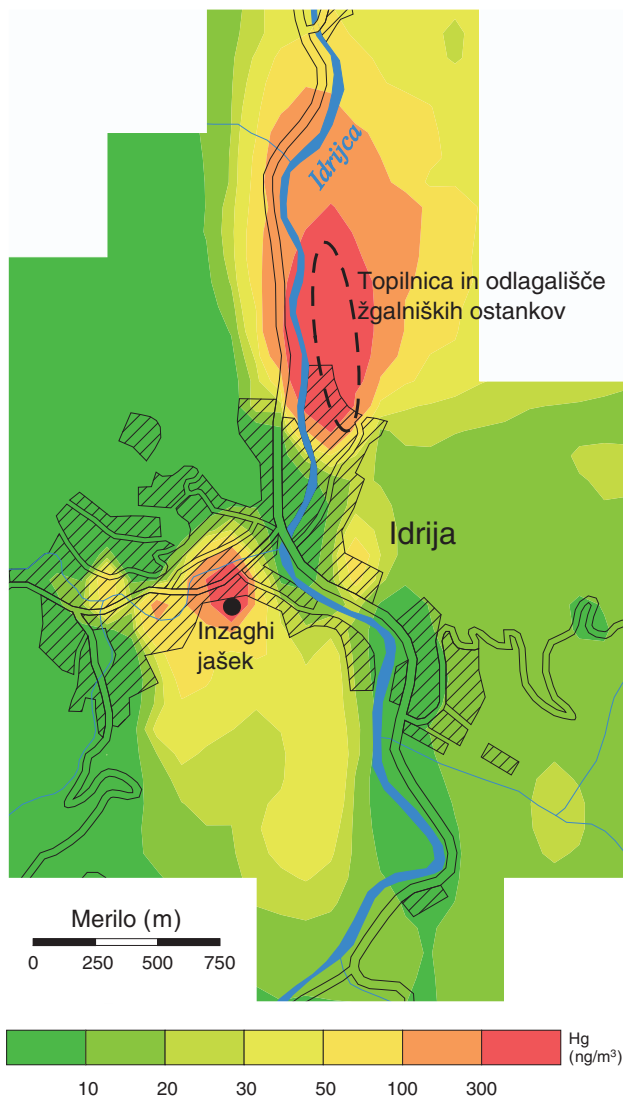 Idrijca
Topilnica in odlagališče
žgalniških ostankov
Idrija
Inzaghi
jašek
Merilo (m)
0 250 500 750
Hg
(ng/m³)
10 20 30 50 100 300